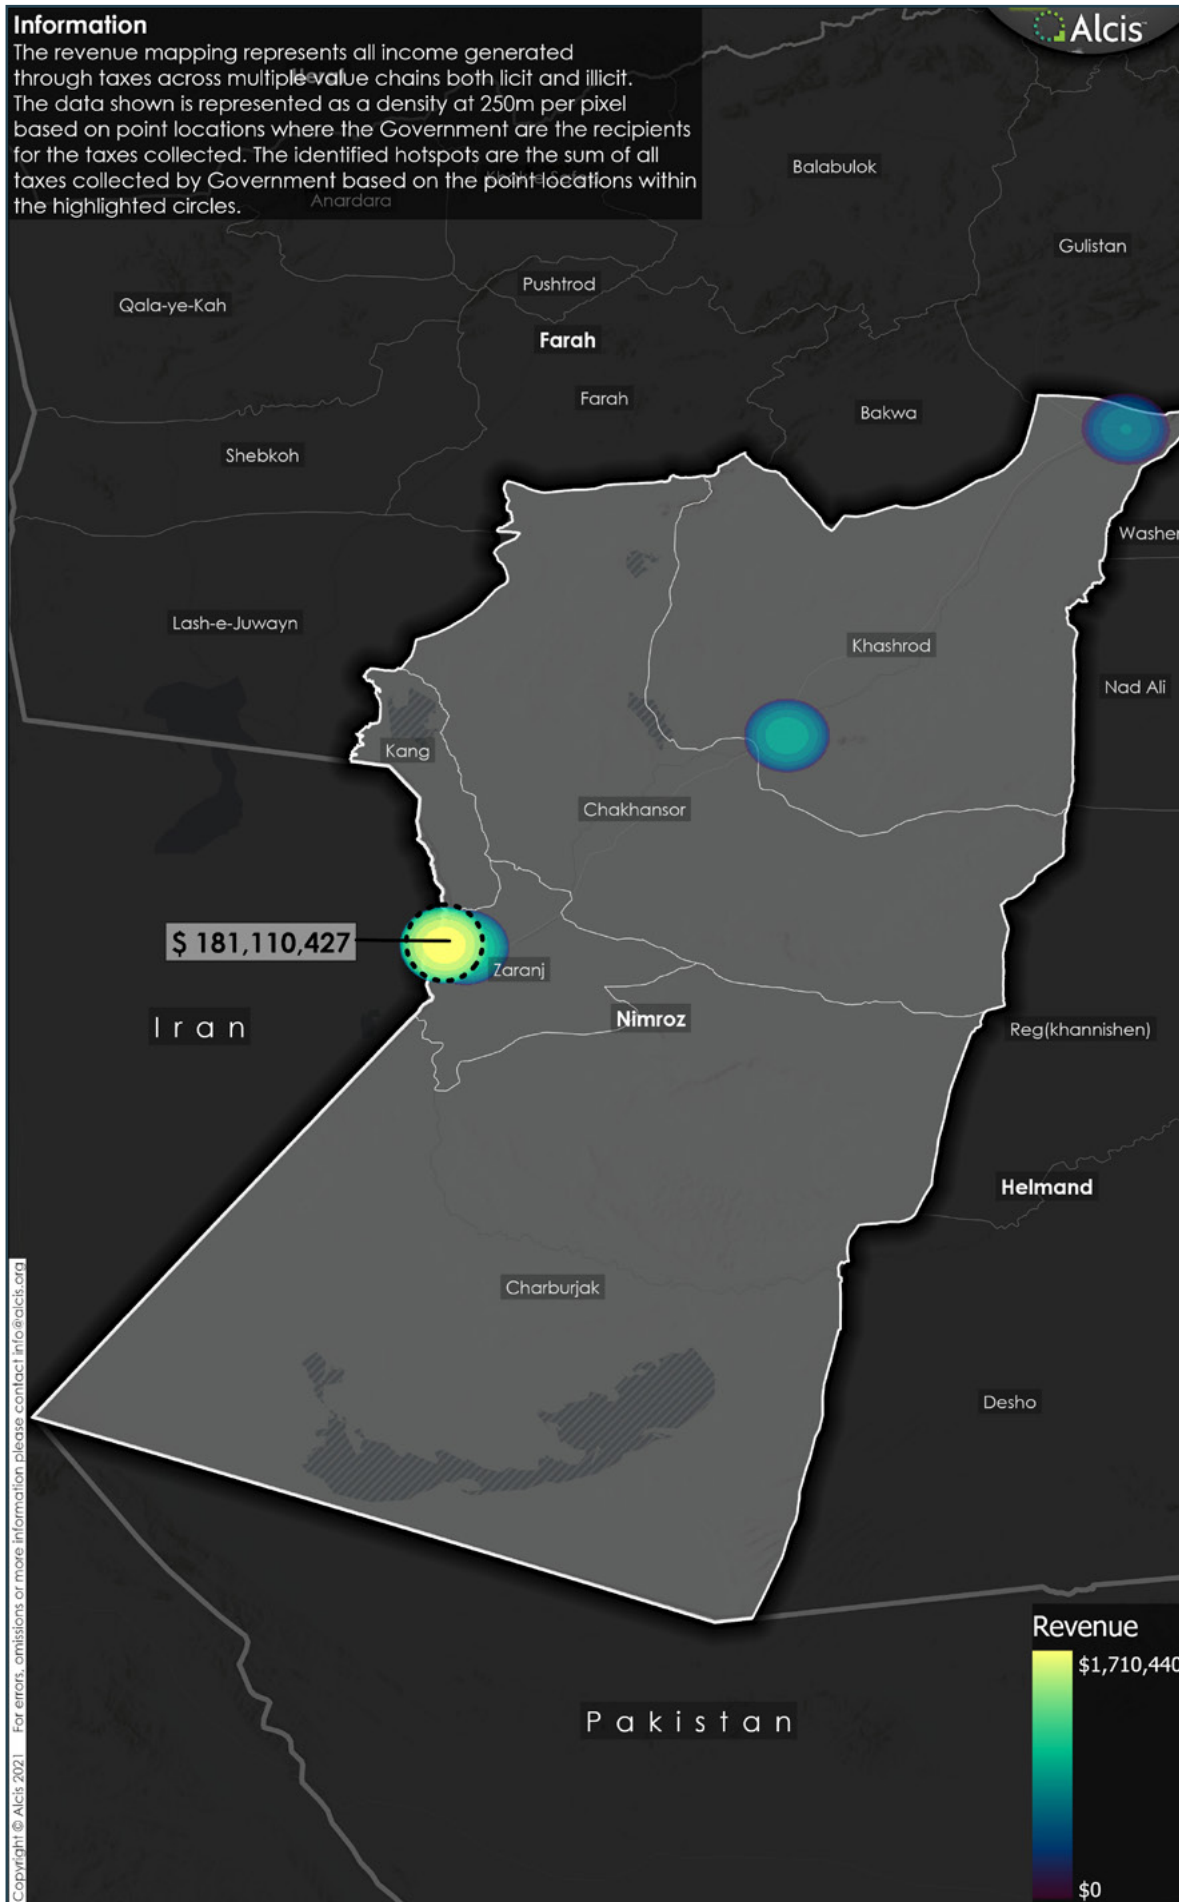 Information
The revenue mapping represents all income generated
through taxes across multiple value chains both licit and illicit.
The data shown is represented as a density at 250m per pixel
based on point locations where the Government are the recipients
for the taxes collected. The identified hotspots are the sum of all
taxes collected by Government based on the point locations within
the highlighted circles.
Alcis
Herat
Balabulok
Anardara
Gulistan
Pushtrod
Qala-ye-Kah
Farah
Farah
Bakwa
Shebkoh
Washer
Lash-e-Juwayn
Khashrod
Nad Ali
Kang
Chakhansor
$ 181,110,427
Zaranj
Iran
Nimroz
Reg(khannishen)
Helmand
Charburjak
Desho
Pakistan
Revenue
$1,710,440
$0
Copyright © Alcis 2021 For errors, omissions or more information please contact info@alcis.org